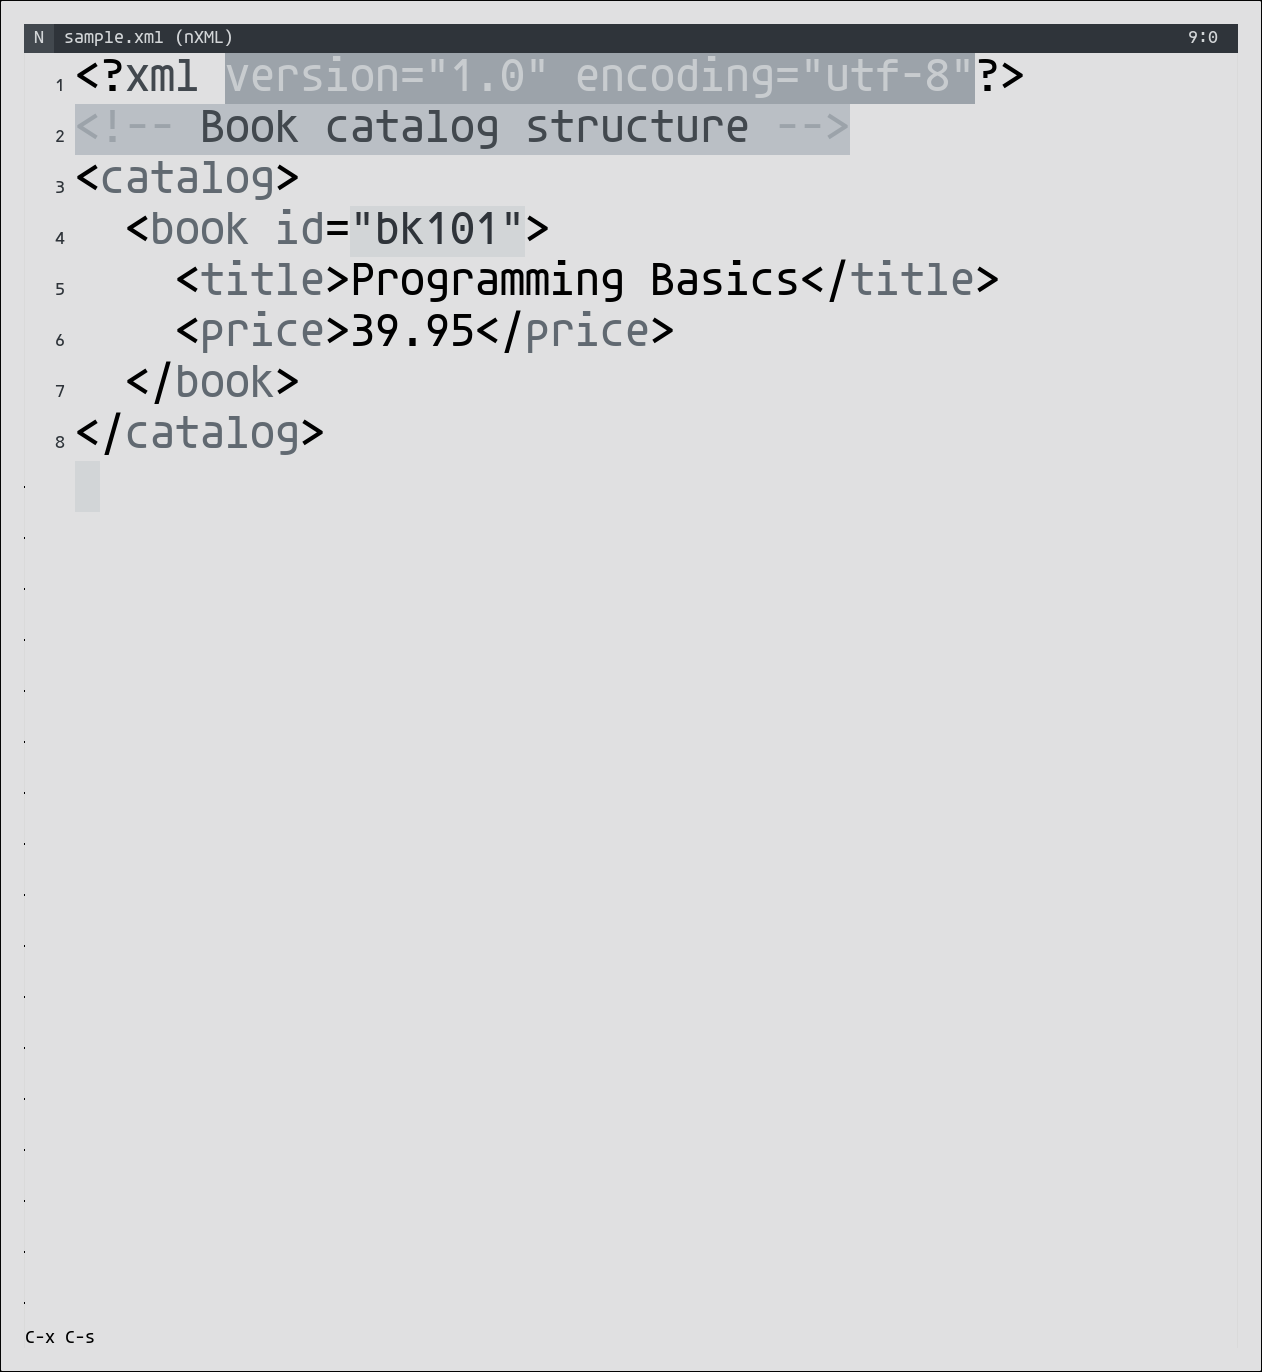 N sample.xml (nXML) 9:0
1 <?xml version="1.0" encoding="utf-8"?>
2 <!-- Book catalog structure -->
3 <catalog>
4   <book id="bk101">
5     <title>Programming Basics</title>
6     <price>39.95</price>
7   </book>
8 </catalog>
C-x C-s